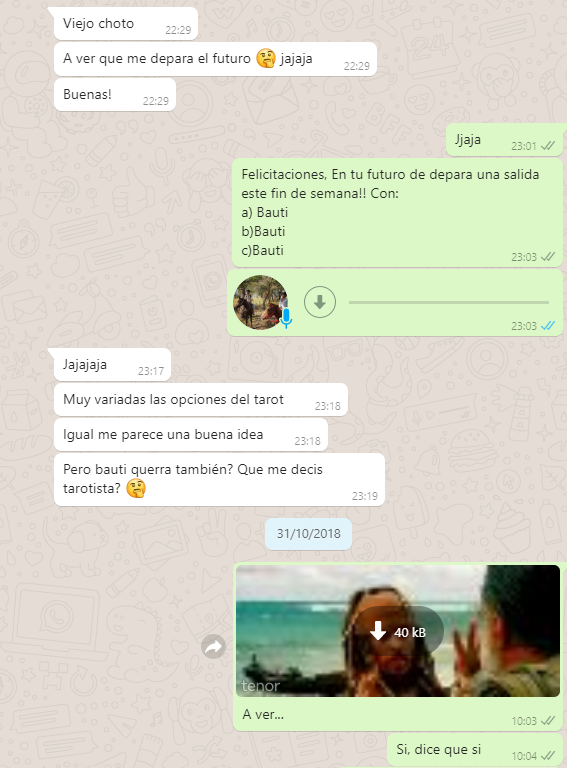 Viejo choto
22:29
A ver que me depara el futuro 🤔 jajaja
22:29
Buenas!
22:29
Jjaja
23:01
Felicitaciones, En tu futuro de depara una salida
este fin de semana!! Con:
a) Bauti
b)Bauti
c)Bauti
23:03
23:03
Jajajaja
23:17
Muy variadas las opciones del tarot
23:18
Igual me parece una buena idea
23:18
Pero bauti querra también? Que me decis
tarotista? 🤔
23:19
31/10/2018
40 kB
tenor
A ver...
10:03
Si, dice que si
10:04